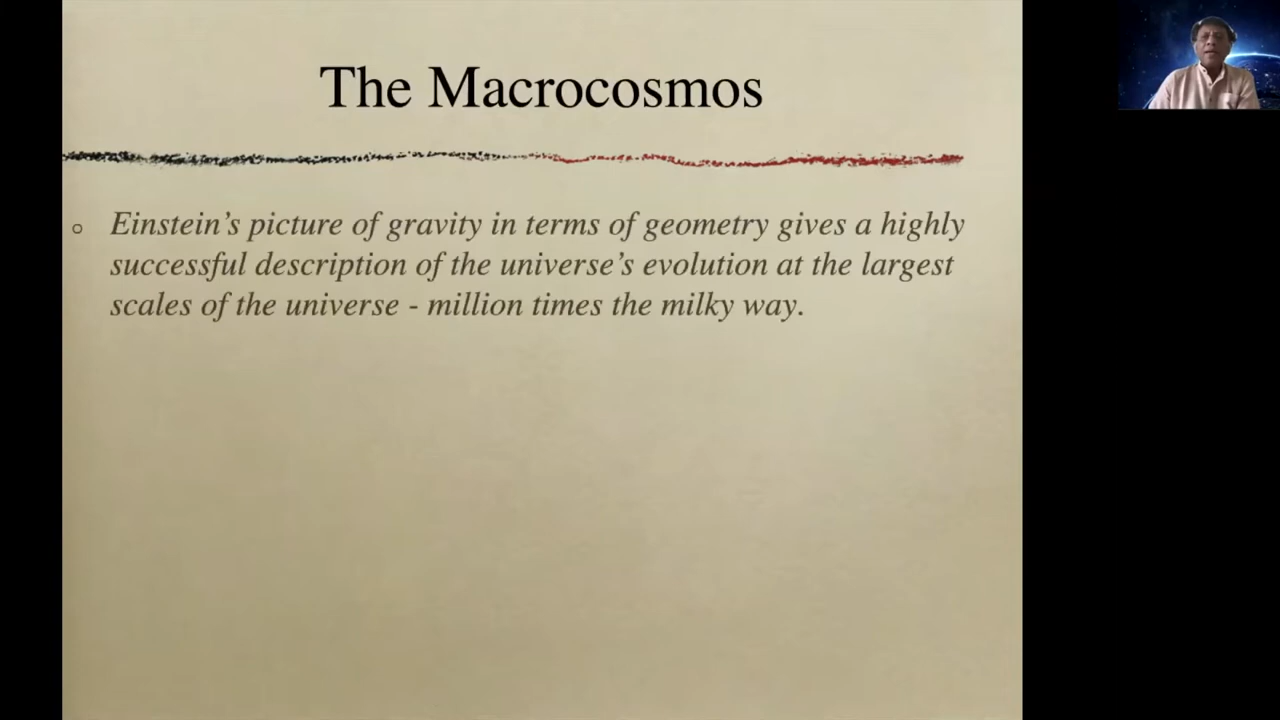 The Macrocosmos
Einstein’s picture of gravity in terms of geometry gives a highly
successful description of the universe’s evolution at the largest
scales of the universe - million times the milky way.